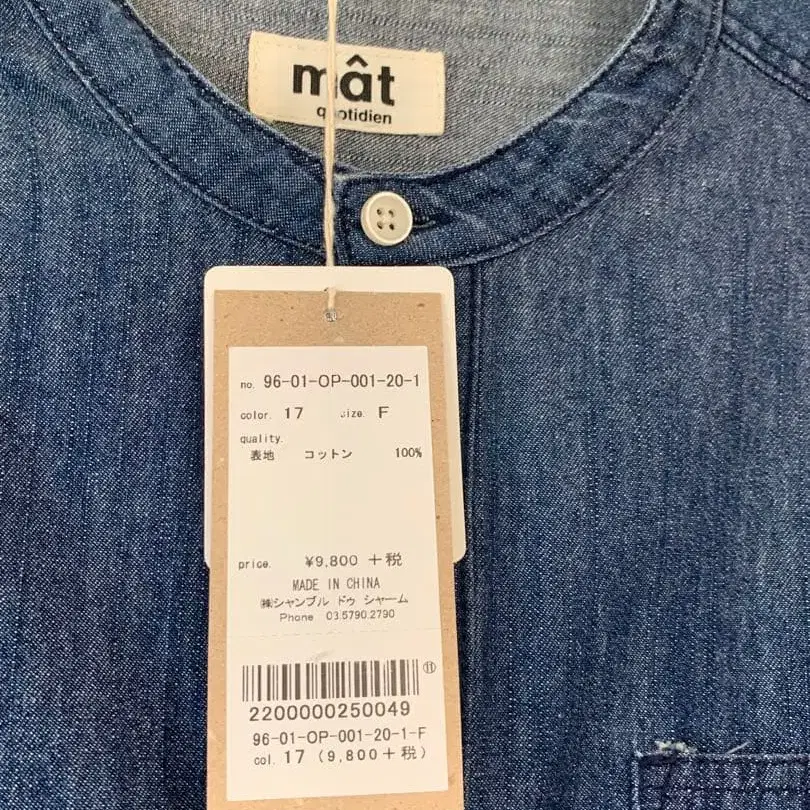 mât
quotidien
no. 96-01-OP-001-20-1
color. 17 size. F
quality.
表地 コットン 100%
price. ¥9,800 +税
MADE IN CHINA
㈱シャンブル ドゥ シャーム
Phone 03.5790.2790
⑪
2200000250049
96-01-OP-001-20-1-F
col. 17 (9,800+税)